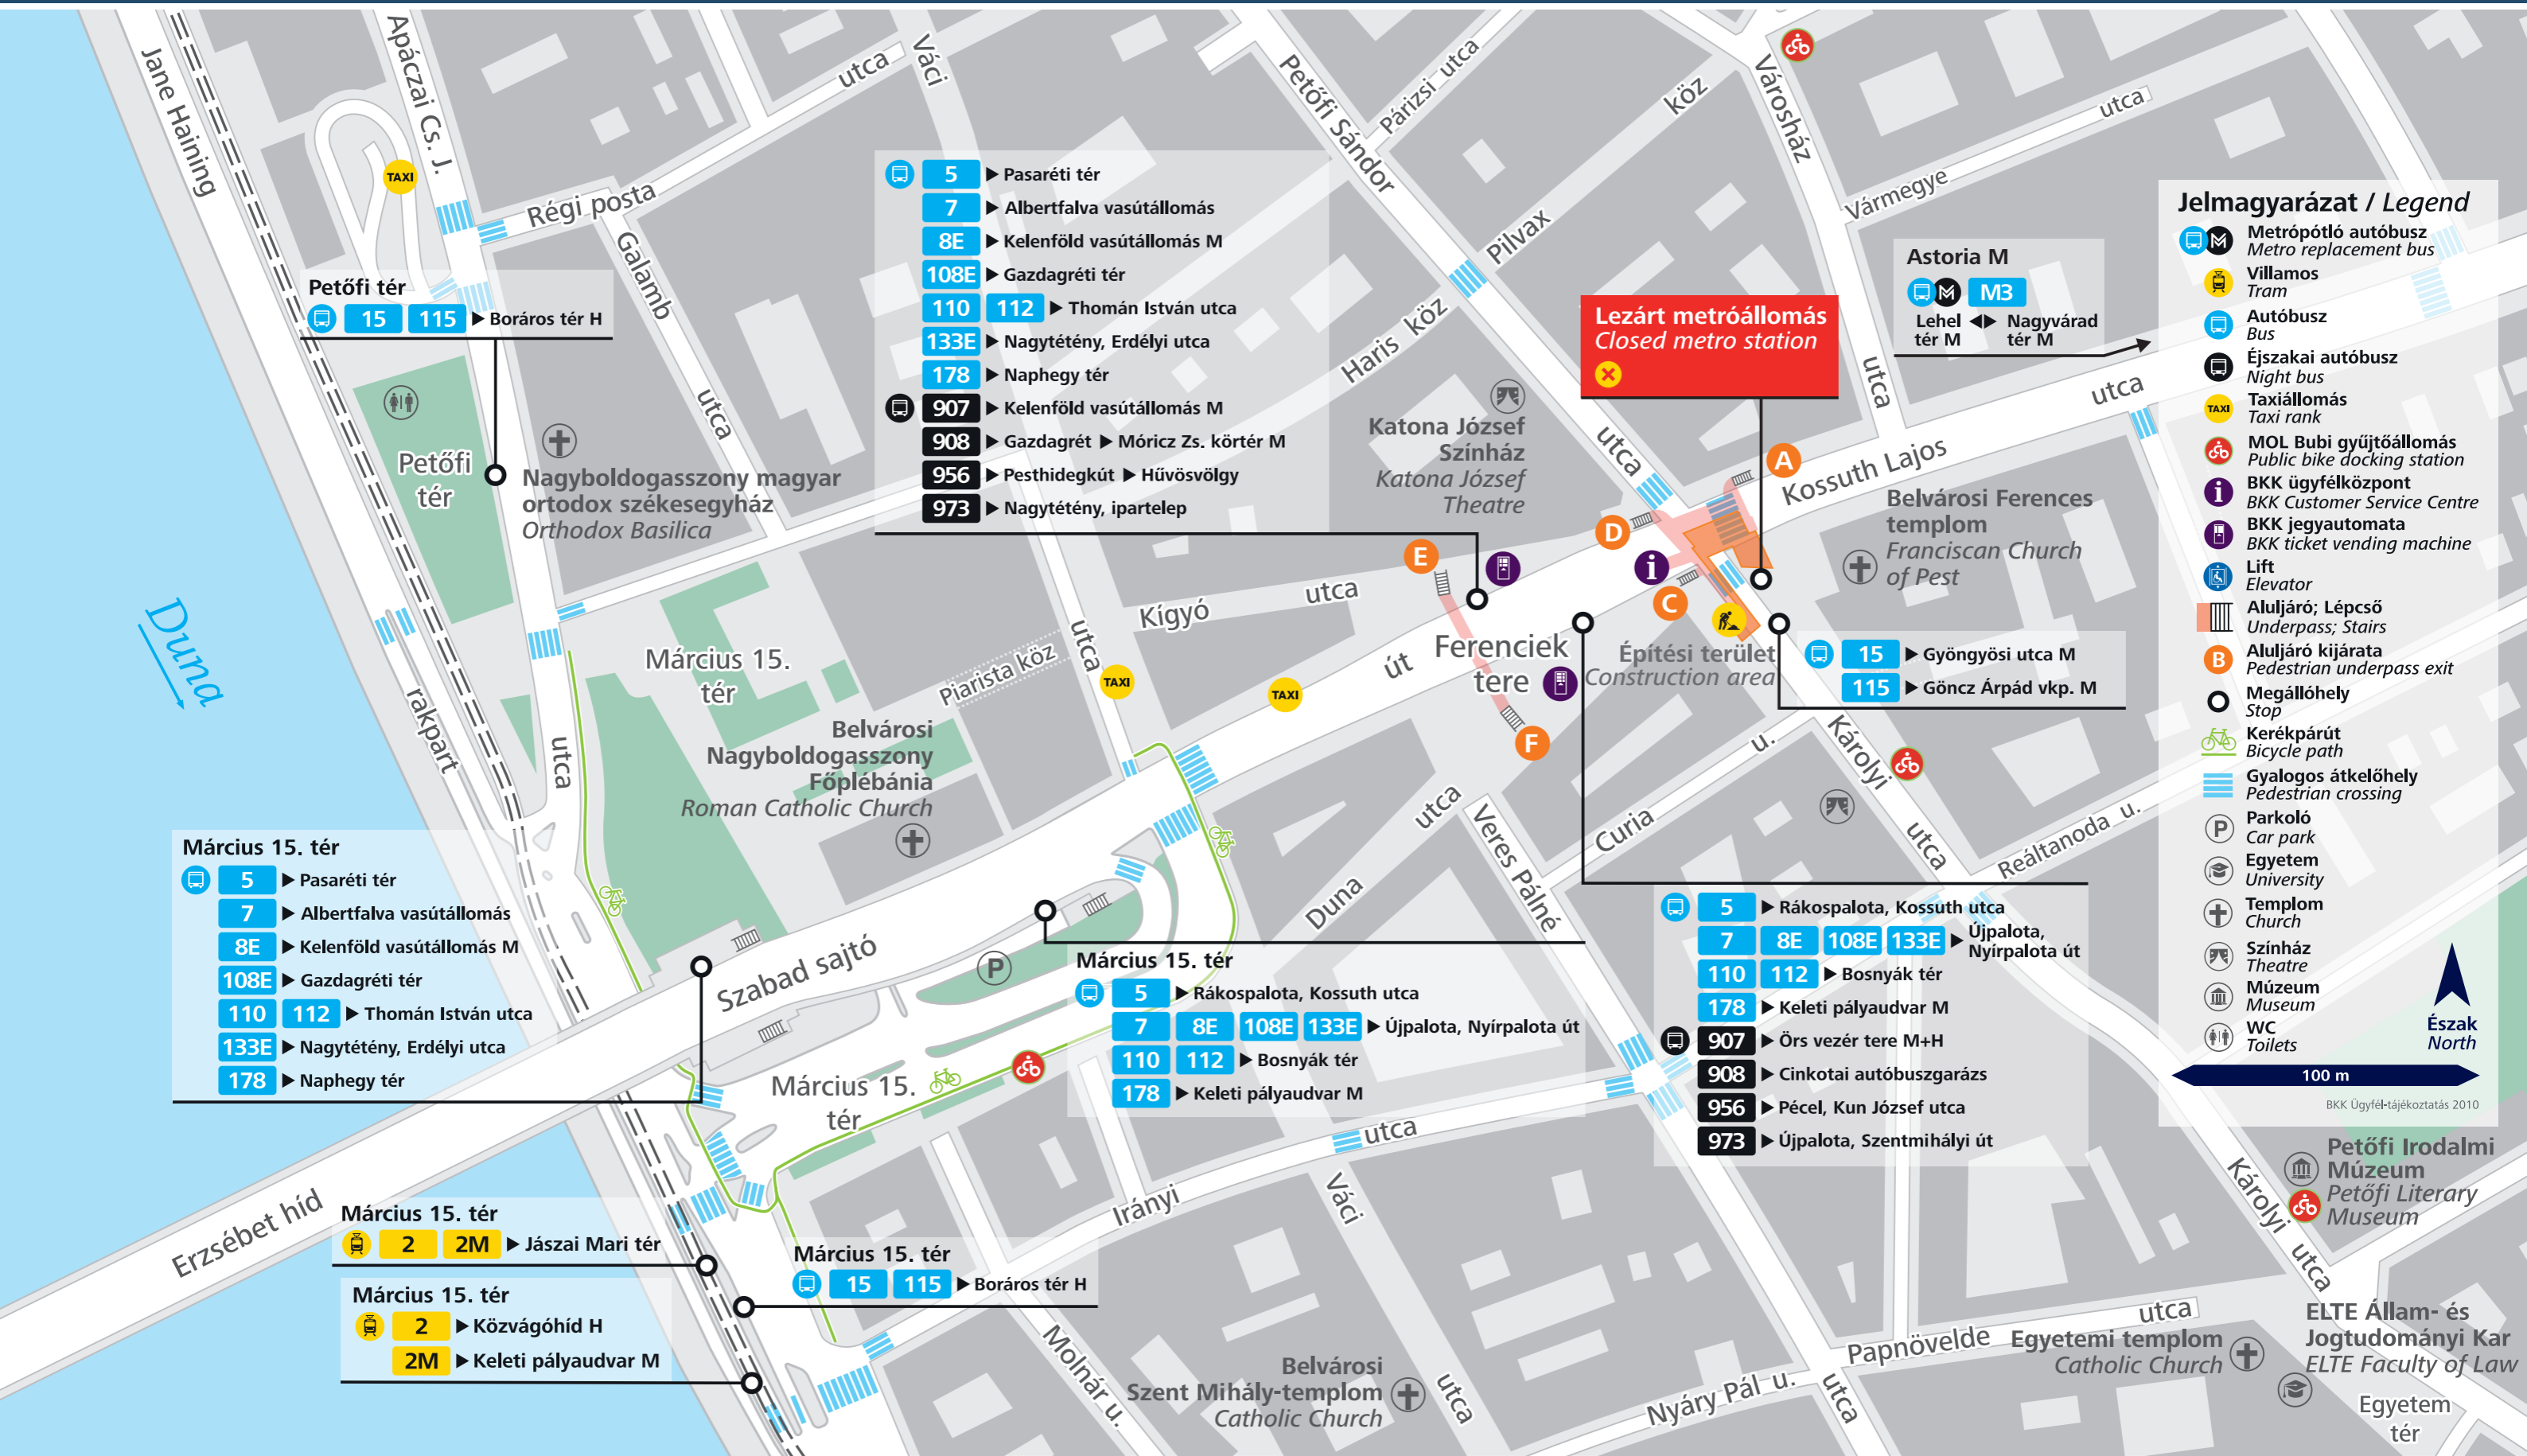 Jane Haining
rakpart
Apáczai Cs. J.
utca
TAXI
Régi posta
utca
Váci
utca
Galamb
utca
Petőfi Sándor
utca
Párizsi utca
Pilvax
köz
Haris köz
Városház
utca
Vármegye
utca
Petőfi tér
15 115 Boráros tér H
Petőfi
tér
Nagyboldogasszony magyar
ortodox székesegyház
Orthodox Basilica
5 Pasaréti tér
7 Albertfalva vasútállomás
8E Kelenföld vasútállomás M
108E Gazdagréti tér
110 112 Thomán István utca
133E Nagytétény, Erdélyi utca
178 Naphegy tér
907 Kelenföld vasútállomás M
908 Gazdagrét Móricz Zs. körtér M
956 Pesthidegkút Hűvösvölgy
973 Nagytétény, ipartelep
Katona József
Színház
Katona József
Theatre
Lezárt metróállomás
Closed metro station
Astoria M
M M3
Lehel
tér M
Nagyvárad
tér M
Kossuth Lajos
utca
A
D
E
i
C
F
Belvárosi Ferences
templom
Franciscan Church
of Pest
Kígyó
utca
Piarista köz
TAXI
TAXI
út
Ferenciek
tere
Építési terület
Construction area
15 Gyöngyösi utca M
115 Göncz Árpád vkp. M
Duna
Március 15.
tér
Belvárosi
Nagyboldogasszony
Főplébánia
Roman Catholic Church
Károlyi
utca
Curia
u.
Reáltanoda u.
Duna
utca
Veres Pálné
utca
Március 15. tér
5 Pasaréti tér
7 Albertfalva vasútállomás
8E Kelenföld vasútállomás M
108E Gazdagréti tér
110 112 Thomán István utca
133E Nagytétény, Erdélyi utca
178 Naphegy tér
Szabad sajtó
P
Március 15. tér
5 Rákospalota, Kossuth utca
7 8E 108E 133E Újpalota, Nyírpalota út
110 112 Bosnyák tér
178 Keleti pályaudvar M
5 Rákospalota, Kossuth utca
7 8E 108E 133E Újpalota,
Nyírpalota út
110 112 Bosnyák tér
178 Keleti pályaudvar M
907 Örs vezér tere M+H
908 Cinkotai autóbuszgarázs
956 Pécel, Kun József utca
973 Újpalota, Szentmihályi út
Március 15.
tér
Erzsébet híd
Március 15. tér
2 2M Jászai Mari tér
Március 15. tér
2 Közvágóhíd H
2M Keleti pályaudvar M
Március 15. tér
15 115 Boráros tér H
Irányi
utca
Váci
utca
Molnár u.
Belvárosi
Szent Mihály-templom
Catholic Church
Nyáry Pál u.
Papnövelde
utca
Egyetemi templom
Catholic Church
Károlyi
utca
Petőfi Irodalmi
Múzeum
Petőfi Literary
Museum
ELTE Állam- és
Jogtudományi Kar
ELTE Faculty of Law
Egyetem
tér
Jelmagyarázat / Legend
M Metrópótló autóbusz
Metro replacement bus
Villamos
Tram
Autóbusz
Bus
Éjszakai autóbusz
Night bus
TAXI Taxiállomás
Taxi rank
MOL Bubi gyűjtőállomás
Public bike docking station
i BKK ügyfélközpont
BKK Customer Service Centre
BKK jegyautomata
BKK ticket vending machine
Lift
Elevator
Aluljáró; Lépcső
Underpass; Stairs
B Aluljáró kijárata
Pedestrian underpass exit
Megállóhely
Stop
Kerékpárút
Bicycle path
Gyalogos átkelőhely
Pedestrian crossing
P Parkoló
Car park
Egyetem
University
Templom
Church
Színház
Theatre
Múzeum
Museum
WC
Toilets
Észak
North
100 m
BKK Ügyfél-tájékoztatás 2010